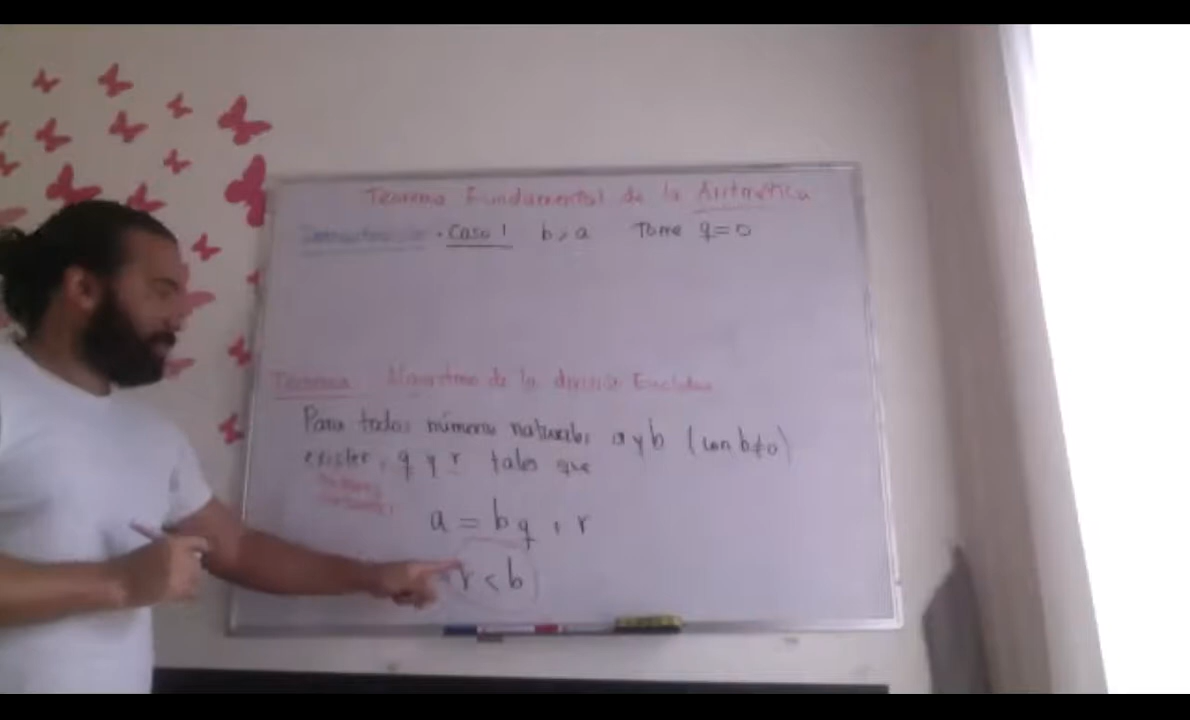 Teorema Fundamental de la Aritmética
Demostración . Caso 1 b > a Tome q = 0
Teorema Algoritmo de la división Euclidea
Para todos números naturales a y b (con b≠0)
existen q y r tales que
a = bq + r
r < b